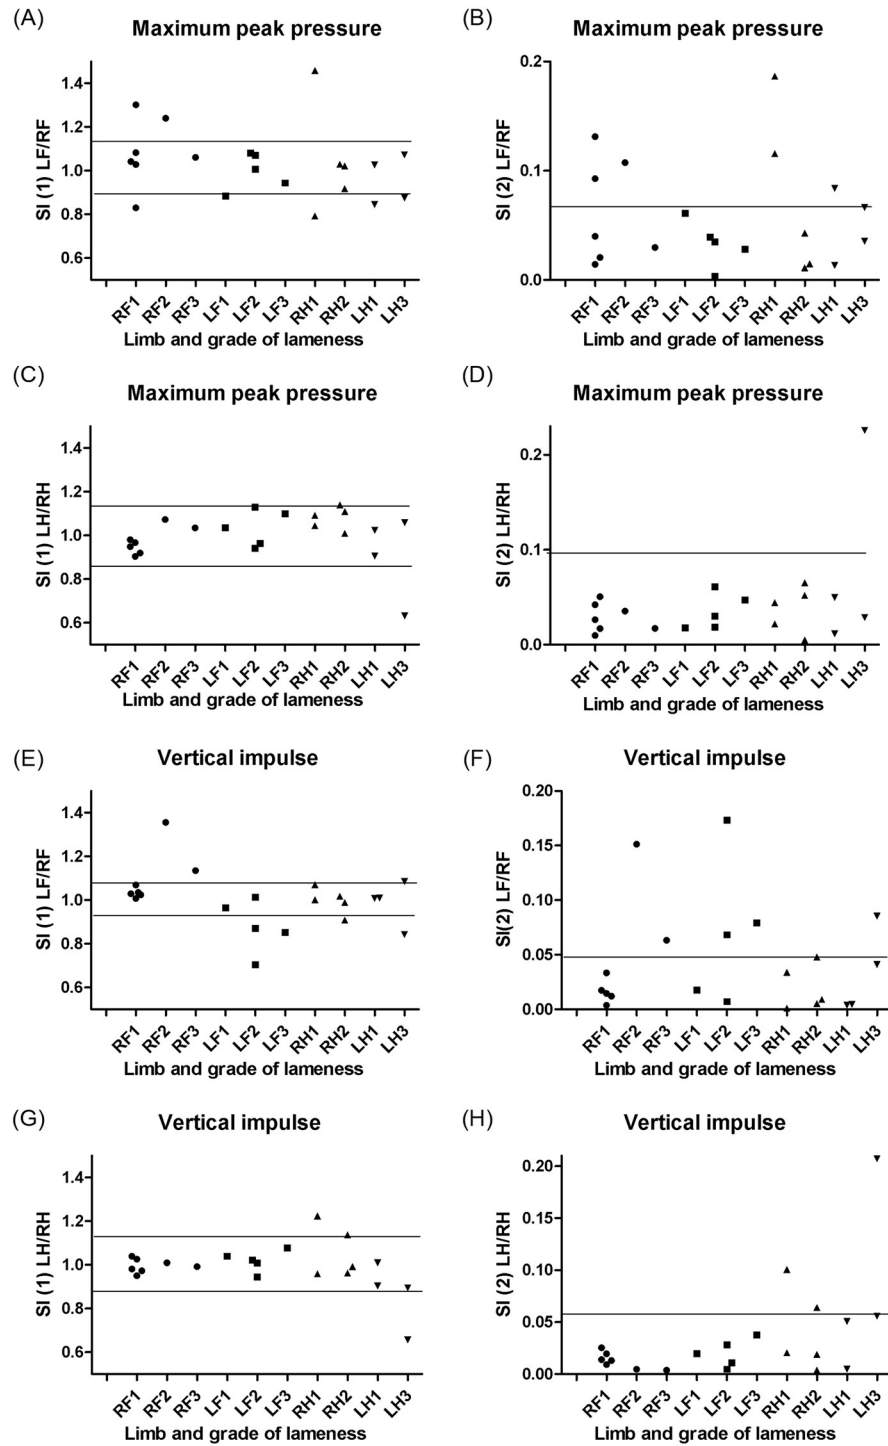 (A)
Maximum peak pressure
SI (1) LF/RF
1.4
1.2
1.0
0.8
0.6
RF1 RF2 RF3 LF1 LF2 LF3 RH1 RH2 LH1 LH3
Limb and grade of lameness
(B)
Maximum peak pressure
SI (2) LF/RF
0.2
0.1
0.0
RF1 RF2 RF3 LF1 LF2 LF3 RH1 RH2 LH1 LH3
Limb and grade of lameness
(C)
Maximum peak pressure
SI (1) LH/RH
1.4
1.2
1.0
0.8
0.6
RF1 RF2 RF3 LF1 LF2 LF3 RH1 RH2 LH1 LH3
Limb and grade of lameness
(D)
Maximum peak pressure
SI (2) LH/RH
0.2
0.1
0.0
RF1 RF2 RF3 LF1 LF2 LF3 RH1 RH2 LH1 LH3
Limb and grade of lameness
(E)
Vertical impulse
SI (1) LF/RF
1.4
1.2
1.0
0.8
0.6
RF1 RF2 RF3 LF1 LF2 LF3 RH1 RH2 LH1 LH3
Limb and grade of lameness
(F)
Vertical impulse
SI(2) LF/RF
0.20
0.15
0.10
0.05
0.00
RF1 RF2 RF3 LF1 LF2 LF3 RH1 RH2 LH1 LH3
Limb and grade of lameness
(G)
Vertical impulse
SI (1) LH/RH
1.4
1.2
1.0
0.8
0.6
RF1 RF2 RF3 LF1 LF2 LF3 RH1 RH2 LH1 LH3
Limb and grade of lameness
(H)
Vertical impulse
SI (2) LH/RH
0.20
0.15
0.10
0.05
0.00
RF1 RF2 RF3 LF1 LF2 LF3 RH1 RH2 LH1 LH3
Limb and grade of lameness